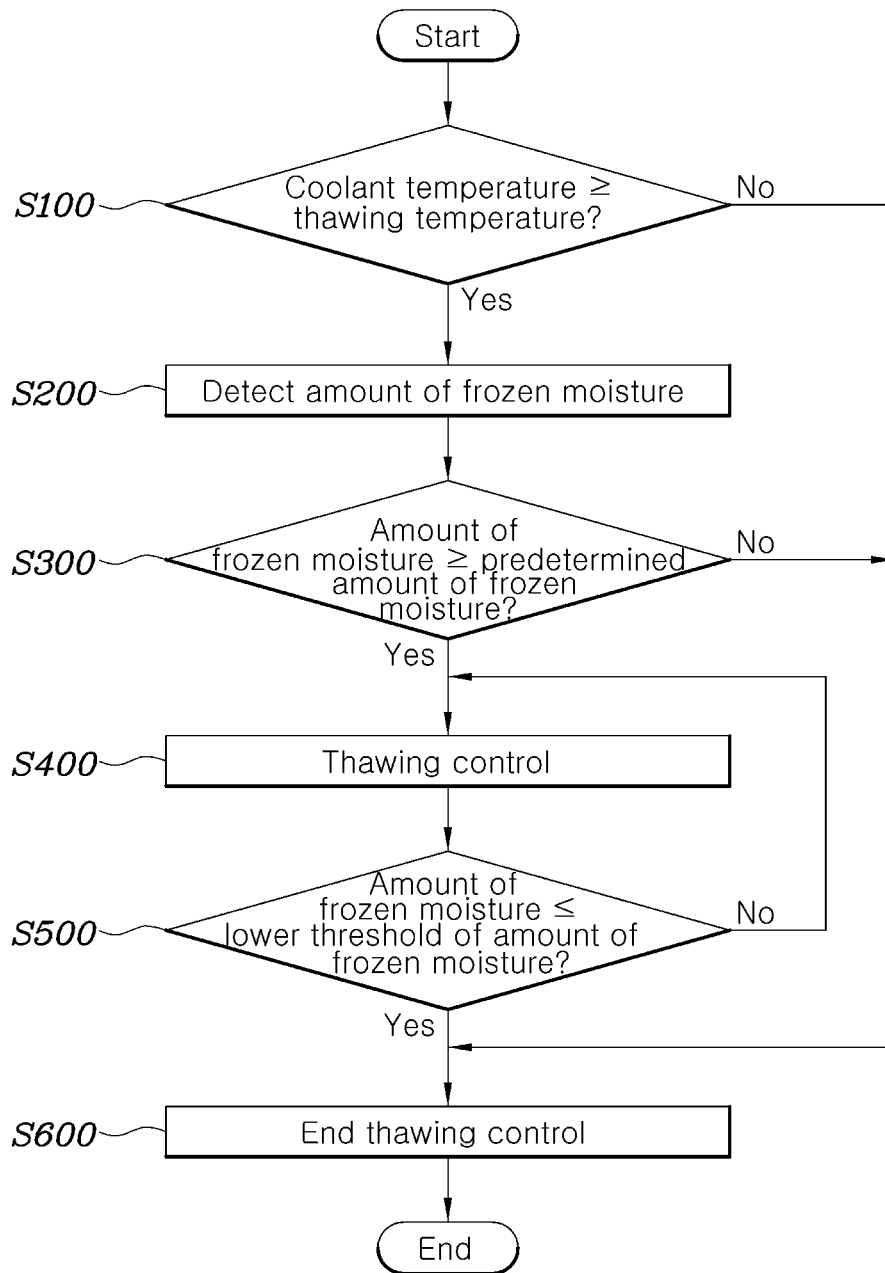 Start
S100
Coolant temperature ≥
thawing temperature?
No
Yes
S200
Detect amount of frozen moisture
S300
Amount of
frozen moisture ≥ predetermined
amount of frozen
moisture?
No
Yes
S400
Thawing control
S500
Amount of
frozen moisture ≤
lower threshold of amount of
frozen moisture?
No
Yes
S600
End thawing control
End